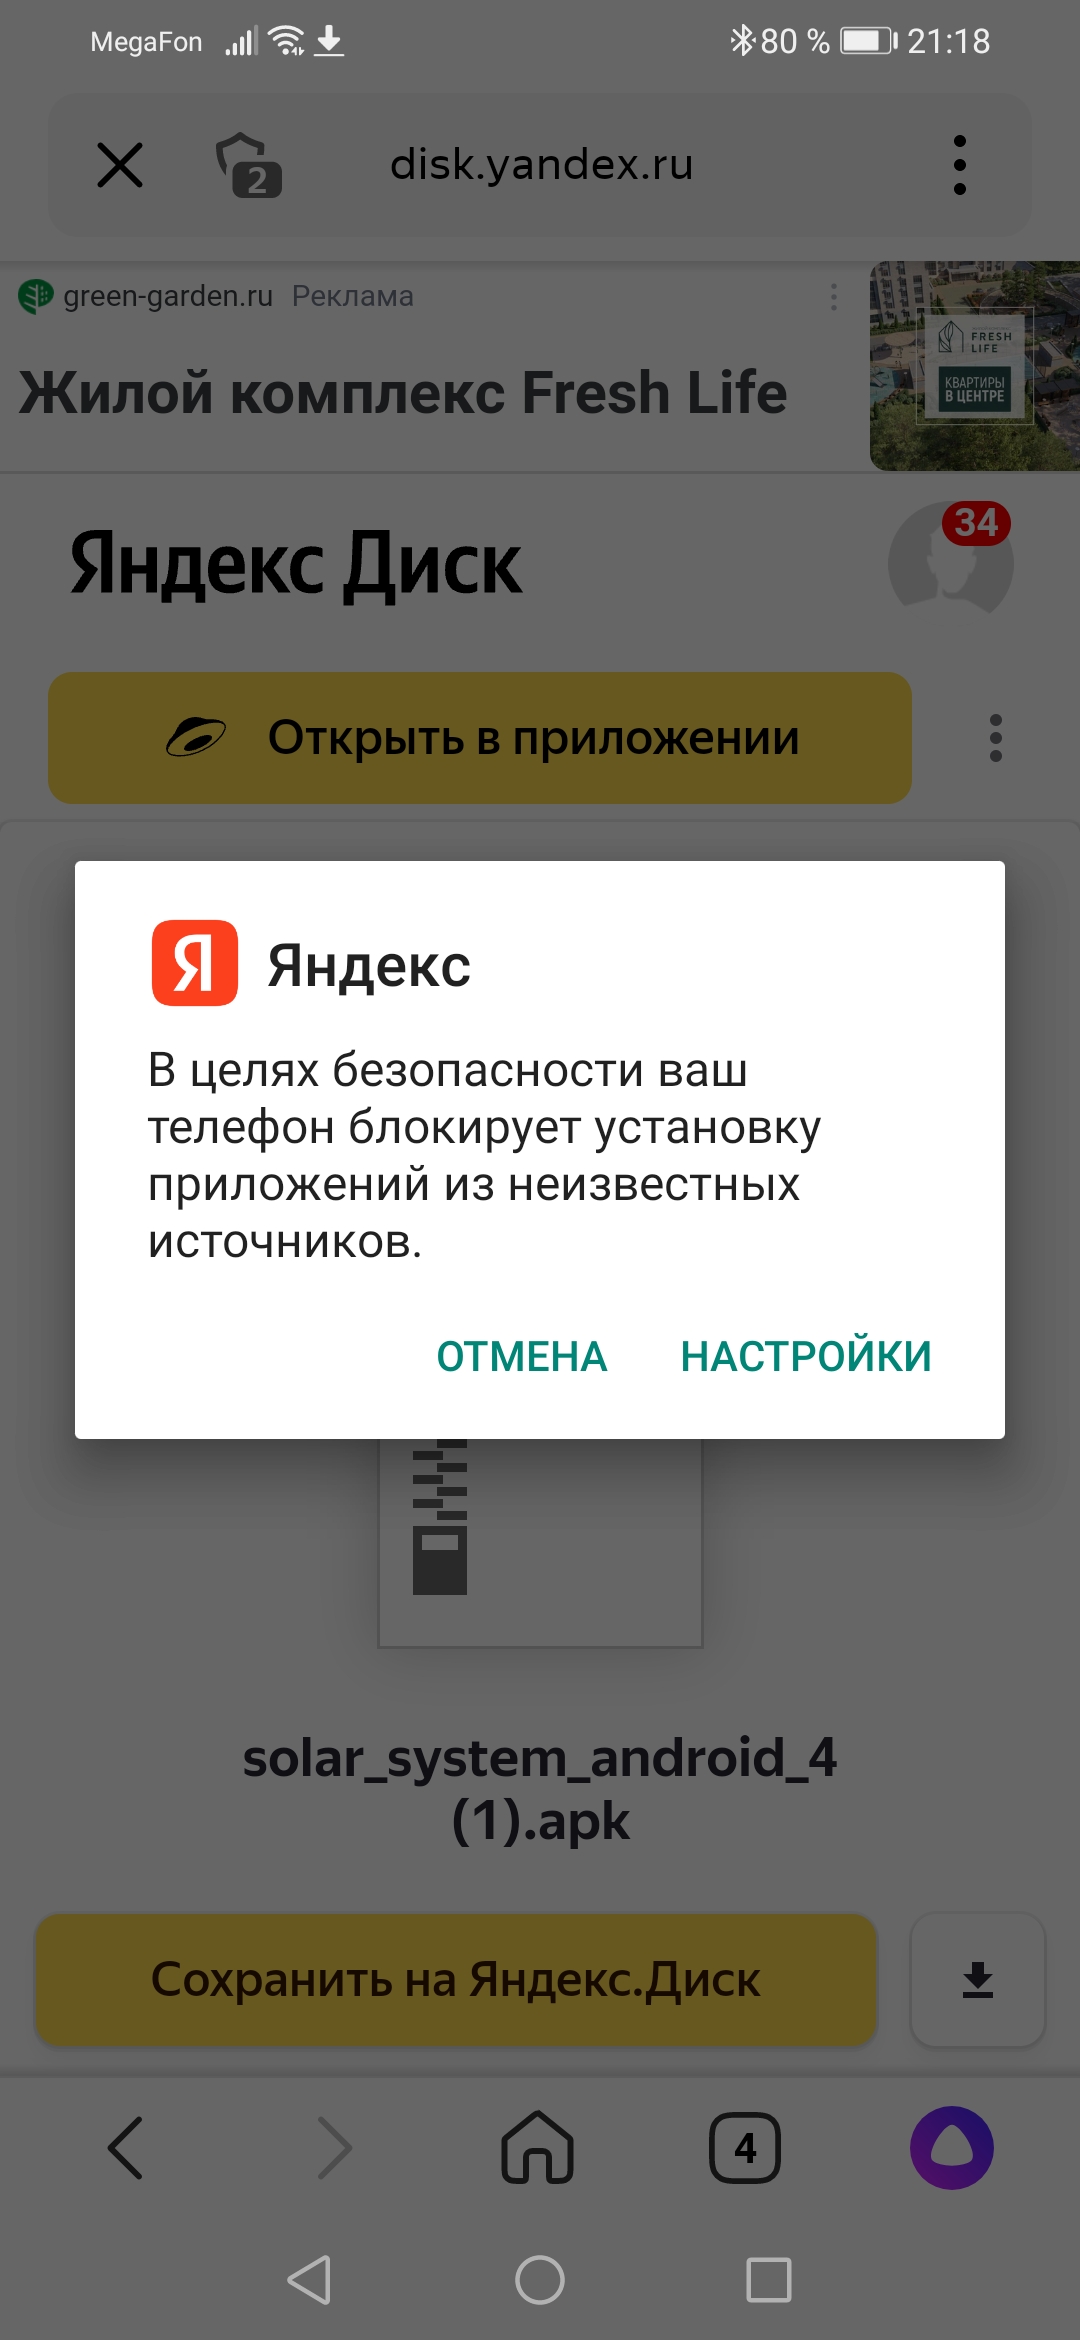 MegaFon
80 %
21:18
2
disk.yandex.ru
green-garden.ru Реклама
Жилой комплекс Fresh Life
FRESH
LIFE
КВАРТИРЫ
В ЦЕНТРЕ
Яндекс Диск
34
Открыть в приложении
Я Яндекс
В целях безопасности ваш
телефон блокирует установку
приложений из неизвестных
источников.
ОТМЕНА НАСТРОЙКИ
solar_system_android_4
(1).apk
Сохранить на Яндекс.Диск
4